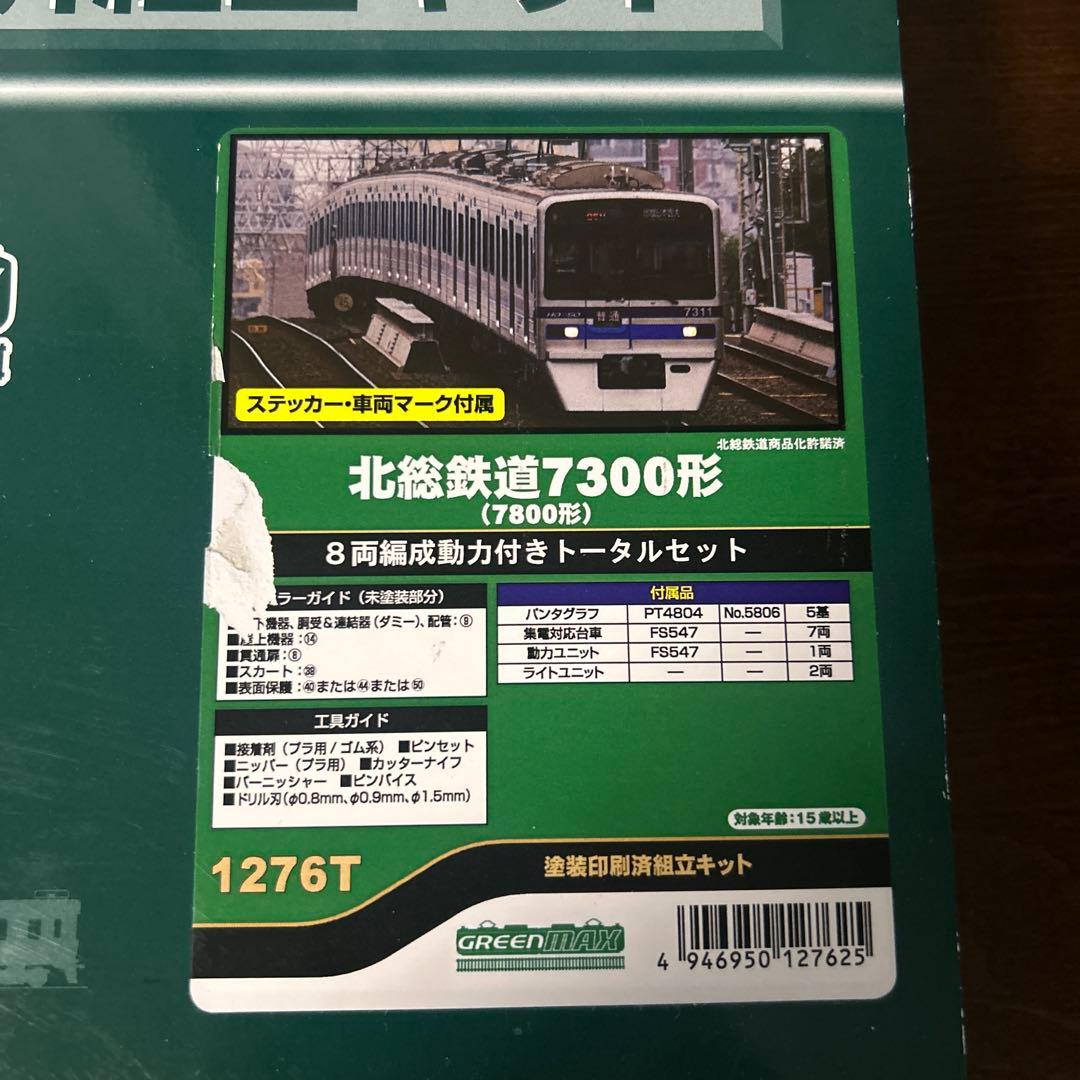 組立キット
HOKUSO
普通
7311
ステッカー・車両マーク付属
北総鉄道商品化許諾済
北総鉄道7300形
（7800形）
8両編成動力付きトータルセット
ラーガイド（未塗装部分）
下機器、胴受&連結器（ダミー）、配管：⑨
■床上機器：⑭
■貫通扉：⑧
■スカート：㊳
■表面保護：㊵または㊹または㊿
付属品
パンタグラフ PT4804 No.5806 5基
集電対応台車 FS547 — 7両
動力ユニット FS547 — 1両
ライトユニット — — 2両
工具ガイド
■接着剤（プラ用/ゴム系） ■ピンセット
■ニッパー（プラ用） ■カッターナイフ
■バーニッシャー ■ピンバイス
■ドリル刃（φ0.8mm、φ0.9mm、φ1.5mm）
対象年齢：15歳以上
1276T
塗装印刷済組立キット
GREENMAX
4 946950 127625